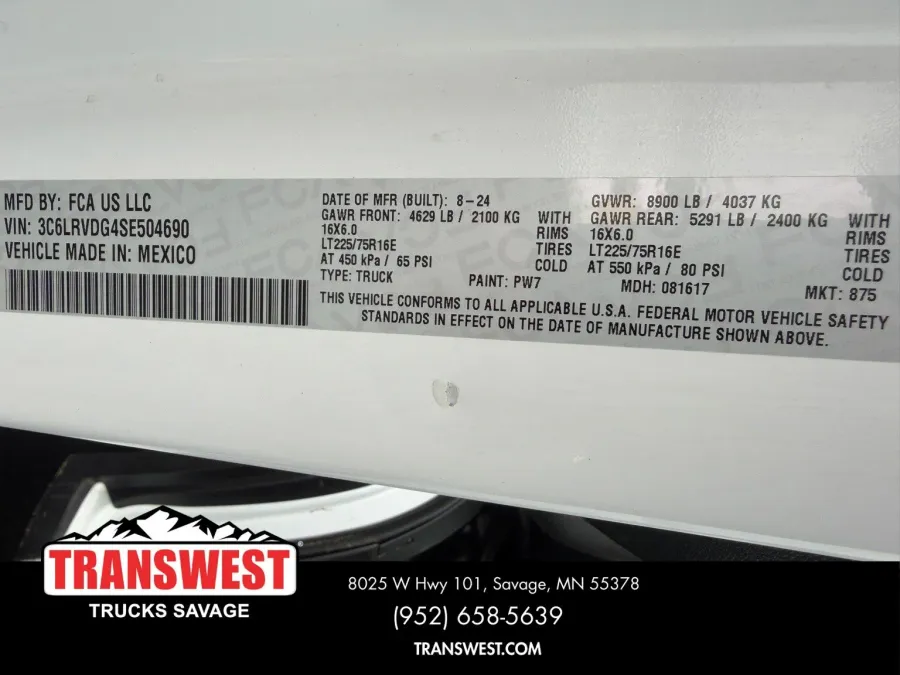 MFD BY: FCA US LLC
VIN: 3C6LRVDG4SE504690
VEHICLE MADE IN: MEXICO
DATE OF MFR (BUILT): 8-24
GAWR FRONT: 4629 LB / 2100 KG WITH
16X6.0 RIMS
LT225/75R16E TIRES
AT 450 kPa / 65 PSI COLD
TYPE: TRUCK PAINT: PW7
GVWR: 8900 LB / 4037 KG
GAWR REAR: 5291 LB / 2400 KG WITH
16X6.0 RIMS
LT225/75R16E TIRES
AT 550 kPa / 80 PSI COLD
MDH: 081617 MKT: 875
THIS VEHICLE CONFORMS TO ALL APPLICABLE U.S.A. FEDERAL MOTOR VEHICLE SAFETY
STANDARDS IN EFFECT ON THE DATE OF MANUFACTURE SHOWN ABOVE.
TRANSWEST
TRUCKS SAVAGE
8025 W Hwy 101, Savage, MN 55378
(952) 658-5639
TRANSWEST.COM